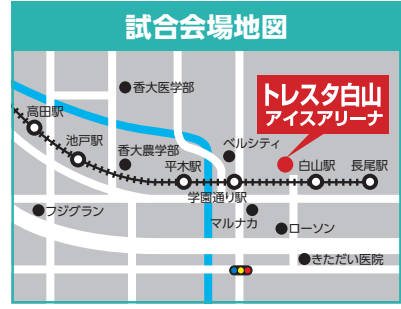 試合会場地図
香大医学部
トレスタ白山
アイスアリーナ
高田駅
池戸駅
香大農学部
平木駅
ベルシティ
白山駅
長尾駅
学園通り駅
フジグラン
マルナカ
ローソン
きただい医院